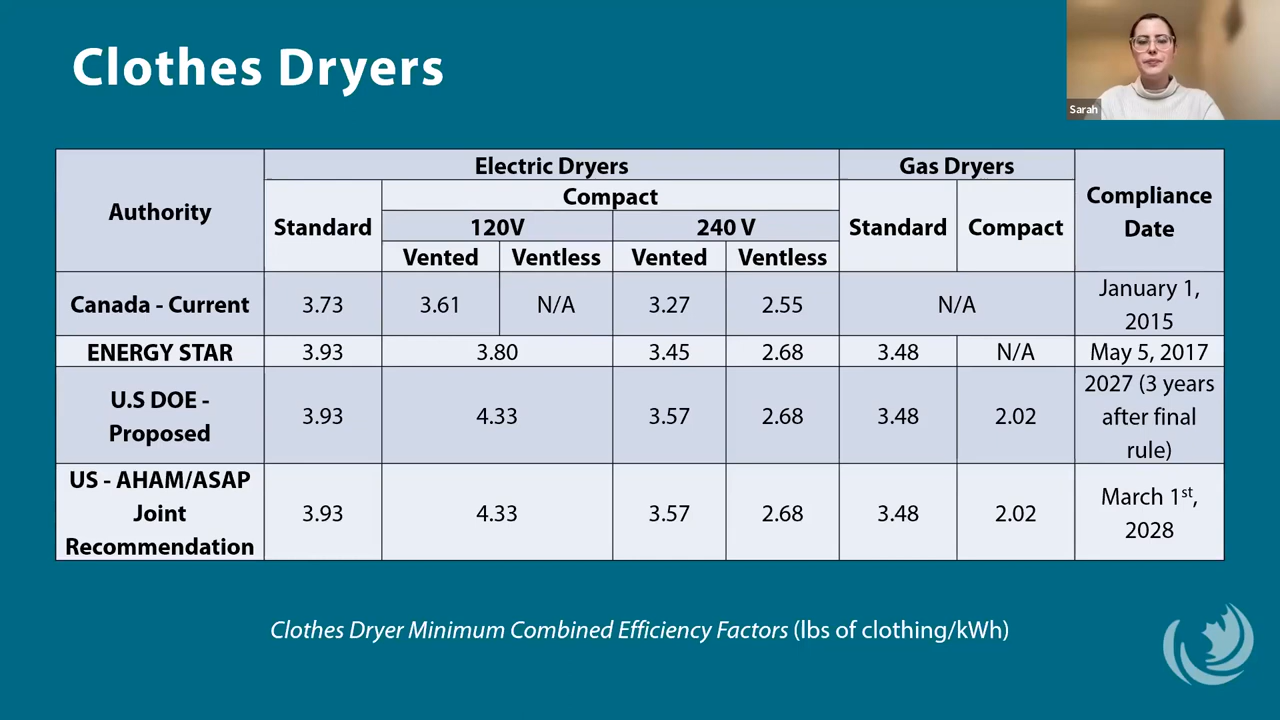 Clothes Dryers
Sarah
Authority
Electric Dryers
Gas Dryers
Compliance
Date
Standard
Compact
Standard
Compact
120V
240 V
Vented
Ventless
Vented
Ventless
Canada - Current
3.73
3.61
N/A
3.27
2.55
N/A
January 1,
2015
ENERGY STAR
3.93
3.80
3.45
2.68
3.48
N/A
May 5, 2017
U.S DOE -
Proposed
3.93
4.33
3.57
2.68
3.48
2.02
2027 (3 years
after final
rule)
US - AHAM/ASAP
Joint
Recommendation
3.93
4.33
3.57
2.68
3.48
2.02
March 1st,
2028
Clothes Dryer Minimum Combined Efficiency Factors (lbs of clothing/kWh)